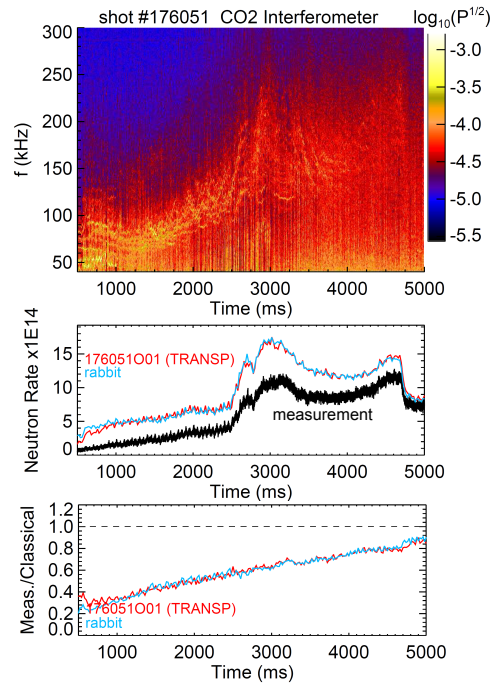 shot #176051 CO2 Interferometer
log10(P1/2)
f (kHz)
300
250
200
150
100
50
-3.0
-3.5
-4.0
-4.5
-5.0
-5.5
1000 2000 3000 4000 5000
Time (ms)
Neutron Rate x1E14
15
10
5
0
176051O01 (TRANSP)
rabbit
measurement
1000 2000 3000 4000 5000
Time (ms)
Meas./Classical
1.2
1.0
0.8
0.6
0.4
0.2
0.0
176051O01 (TRANSP)
rabbit
1000 2000 3000 4000 5000
Time (ms)